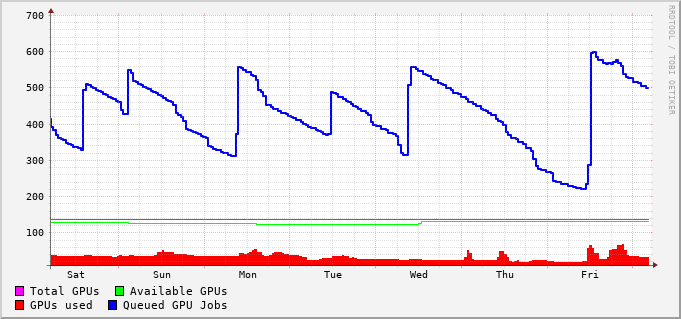 700
600
500
400
300
200
100
Sat Sun Mon Tue Wed Thu Fri
Total GPUs Available GPUs
GPUs used Queued GPU Jobs
RRDTOOL / TOBI OETIKER